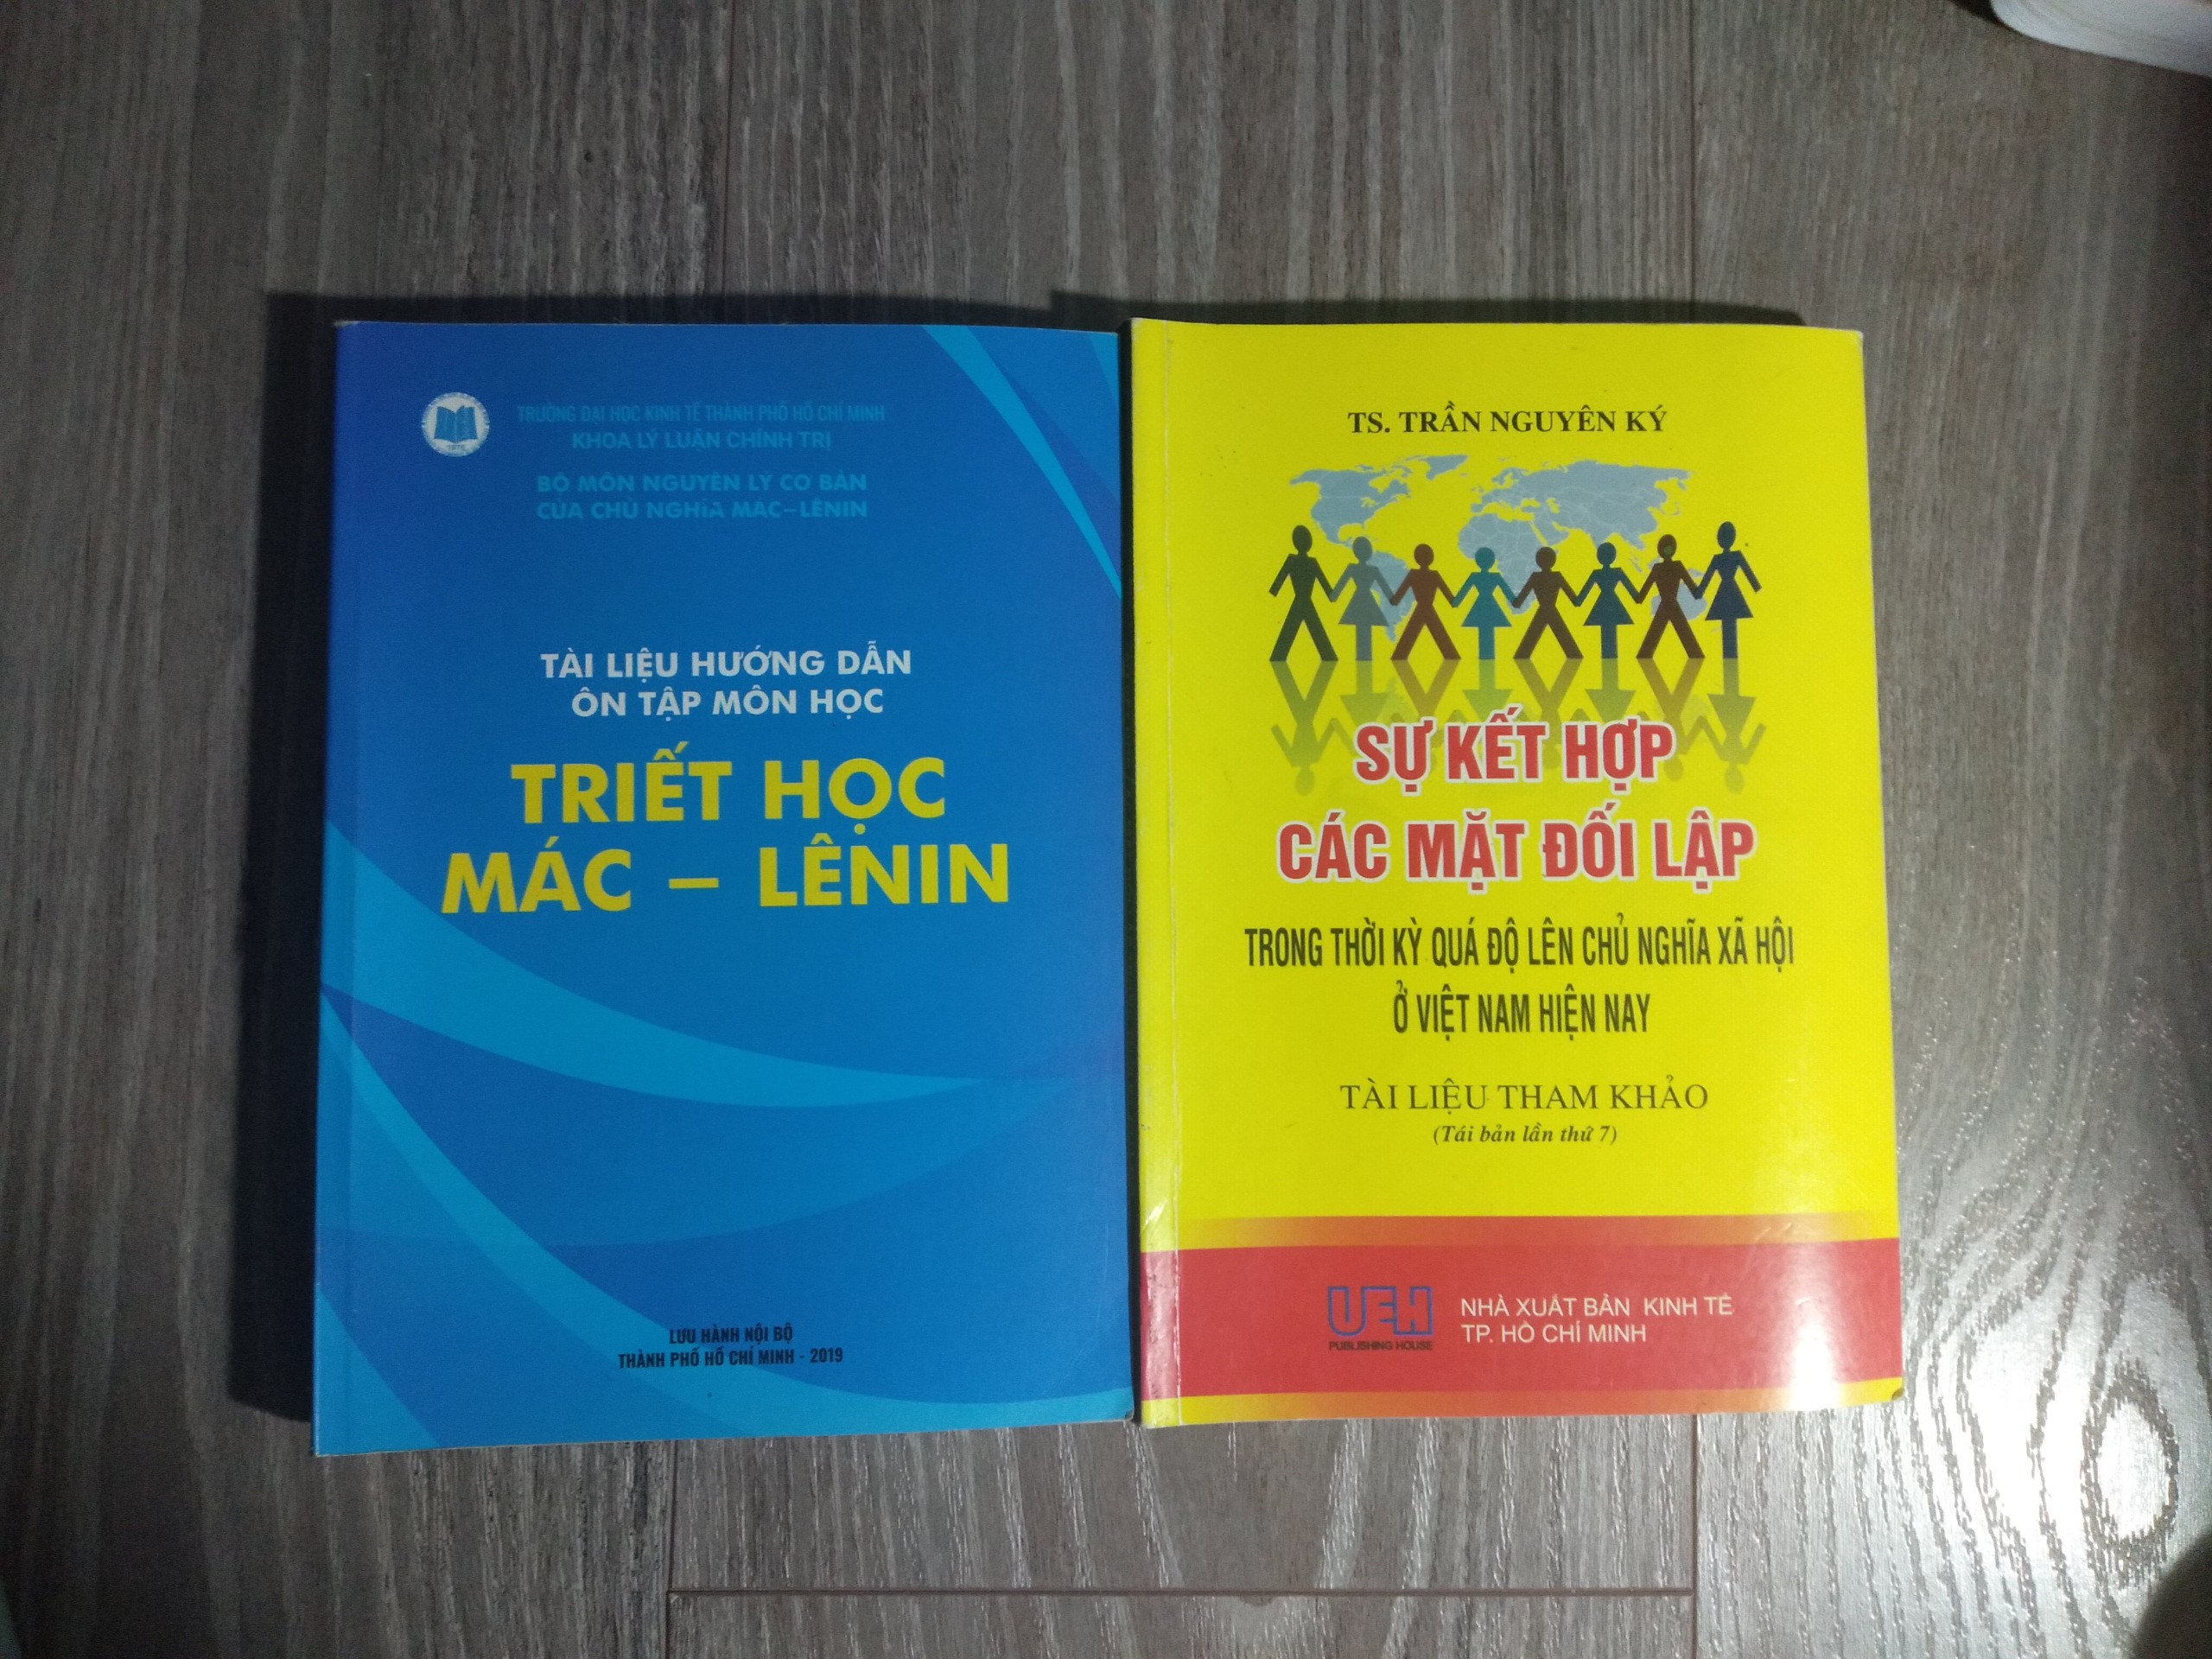 TRƯỜNG ĐẠI HỌC KINH TẾ THÀNH PHỐ HỒ CHÍ MINH
KHOA LÝ LUẬN CHÍNH TRỊ
BỘ MÔN NGUYÊN LÝ CƠ BẢN
CỦA CHỦ NGHĨA MÁC–LÊNIN
TÀI LIỆU HƯỚNG DẪN
ÔN TẬP MÔN HỌC
TRIẾT HỌC
MÁC – LÊNIN
LƯU HÀNH NỘI BỘ
THÀNH PHỐ HỒ CHÍ MINH - 2019
TS. TRẦN NGUYÊN KÝ
SỰ KẾT HỢP
CÁC MẶT ĐỐI LẬP
TRONG THỜI KỲ QUÁ ĐỘ LÊN CHỦ NGHĨA XÃ HỘI
Ở VIỆT NAM HIỆN NAY
TÀI LIỆU THAM KHẢO
(Tái bản lần thứ 7)
UEH
PUBLISHING HOUSE
NHÀ XUẤT BẢN KINH TẾ
TP. HỒ CHÍ MINH